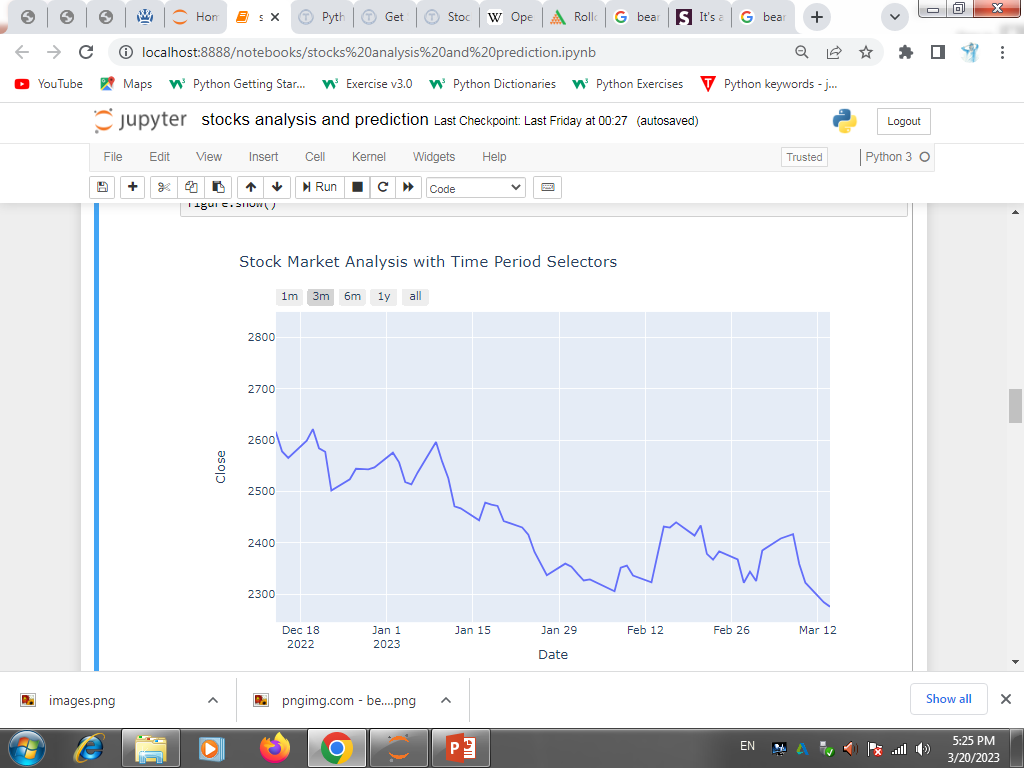 s
Hor
Pyth
Get
Stoc
W
Ope
Roll
G
bear
S
It's a
G
bear
localhost:8888/notebooks/stocks%20analysis%20and%20prediction.ipynb
YouTube
Maps
Python Getting Star...
Exercise v3.0
Python Dictionaries
Python Exercises
Python keywords - j...
jupyter stocks analysis and prediction Last Checkpoint: Last Friday at 00:27 (autosaved)
Logout
File Edit View Insert Cell Kernel Widgets Help
Trusted
Python 3
Run
Code
figure.show()
Stock Market Analysis with Time Period Selectors
1m 3m 6m 1y all
2800
2700
2600
2500
2400
2300
Close
Dec 18 Jan 1 Jan 15 Jan 29 Feb 12 Feb 26 Mar 12
2022 2023
Date
images.png
pngimg.com - be....png
Show all
EN
5:25 PM
3/20/2023